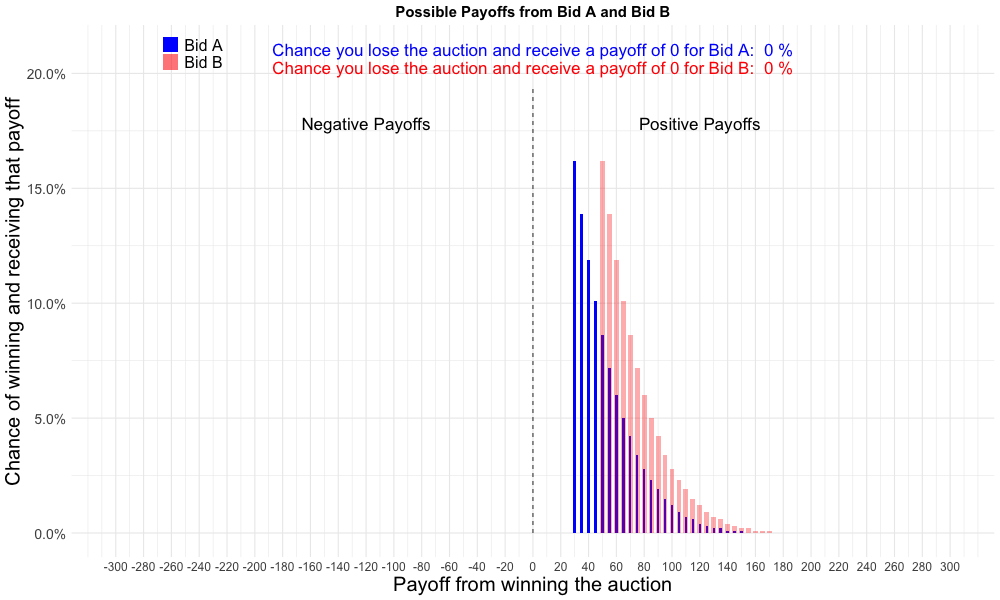 Possible Payoffs from Bid A and Bid B
Bid A
Bid B
Chance you lose the auction and receive a payoff of 0 for Bid A:  0 %
Chance you lose the auction and receive a payoff of 0 for Bid B:  0 %
Negative Payoffs
Positive Payoffs
Chance of winning and receiving that payoff
20.0%
15.0%
10.0%
5.0%
0.0%
-300 -280 -260 -240 -220 -200 -180 -160 -140 -120 -100 -80 -60 -40 -20 0 20 40 60 80 100 120 140 160 180 200 220 240 260 280 300
Payoff from winning the auction